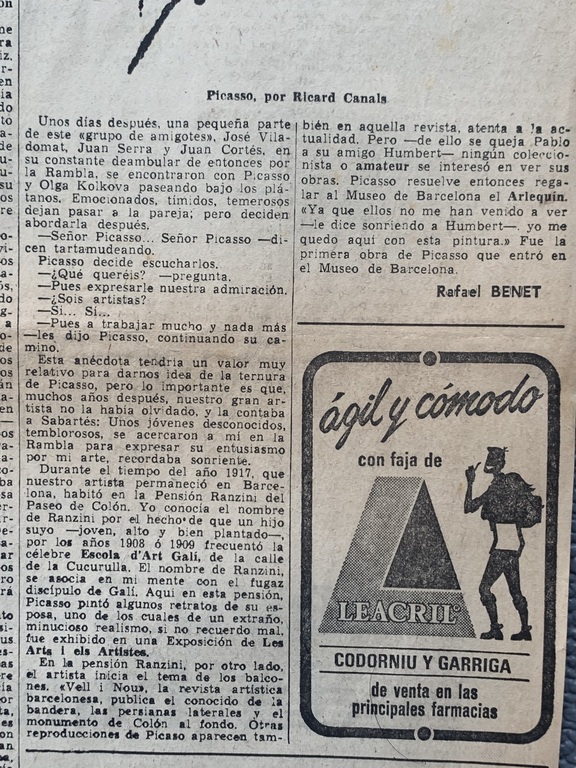 Picasso, por Ricard Canals
Unos días después, una pequeña parte
de este «grupo de amigotes», José Vila-
domat, Juan Serra y Juan Cortés, en
su constante deambular de entonces por
la Rambla, se encontraron con Picasso
y Olga Kolkova paseando bajo los plá-
tanos. Emocionados, tímidos, temerosos
dejan pasar a la pareja; pero deciden
abordarla después.
—Señor Picasso... Señor Picasso —di-
cen tartamudeando.
Picasso decide escucharlos.
—¿Qué queréis? —pregunta.
—Pues expresarle nuestra admiración.
—¿Sois artistas?
—Sí... Sí...
—Pues a trabajar mucho y nada más
—les dijo Picasso, continuando su ca-
mino.
Esta anécdota tendría un valor muy
relativo para darnos idea de la ternura
de Picasso, pero lo importante es que,
muchos años después, nuestro gran ar-
tista no la había olvidado, y la contaba
a Sabartés: Unos jóvenes desconocidos,
temblorosos, se acercaron a mí en la
Rambla para expresar su entusiasmo
por mi arte, recordaba sonriente.
Durante el tiempo del año 1917, que
nuestro artista permaneció en Barce-
lona, habitó en la Pensión Ranzini del
Paseo de Colón. Yo conocía el nombre
de Ranzini por el hecho de que un hijo
suyo —joven, alto y bien plantado—,
por los años 1908 ó 1909 frecuentó la
célebre Escola d'Art Galí, de la calle
de la Cucurulla. El nombre de Ranzini,
se asocia en mi mente con el fugaz
discípulo de Galí. Aquí en esta pensión,
Picasso pintó algunos retratos de su es-
posa, uno de los cuales de un extraño,
minucioso realismo, si no recuerdo mal,
fue exhibido en una Exposición de Les
Arts i els Artistes.
En la pensión Ranzini, por otro lado,
el artista inicia el tema de los balco-
nes. «Vell i Nou», la revista artística
barcelonesa, publica el conocido de la
bandera, las persianas laterales y el
monumento de Colón al fondo. Otras
reproducciones de Picaso aparecen tam-
bién en aquella revista, atenta a la ac-
tualidad. Pero —de ello se queja Pablo
a su amigo Humbert— ningún coleccio-
nista o amateur se interesó en ver sus
obras. Picasso resuelve entonces rega-
lar al Museo de Barcelona el Arlequín.
«Ya que ellos no me han venido a ver
—le dice sonriendo a Humbert—, yo me
quedo aquí con esta pintura.» Fue la
primera obra de Picasso que entró en
el Museo de Barcelona.
Rafael BENET
ágil y cómodo
con faja de
LEACRIL
CODORNIU Y GARRIGA
de venta en las
principales farmacias